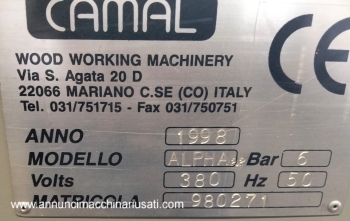 CAMAL
WOOD WORKING MACHINERY
Via S. Agata 20 D
22066 MARIANO C.SE (CO) ITALY
Tel. 031/751715 - Fax 031/750751
CE
ANNO 1998
MODELLO ALPHA Bar 6
Volts 380 Hz 50
MATRICOLA 980271
www.annuncimacchinariusati.com